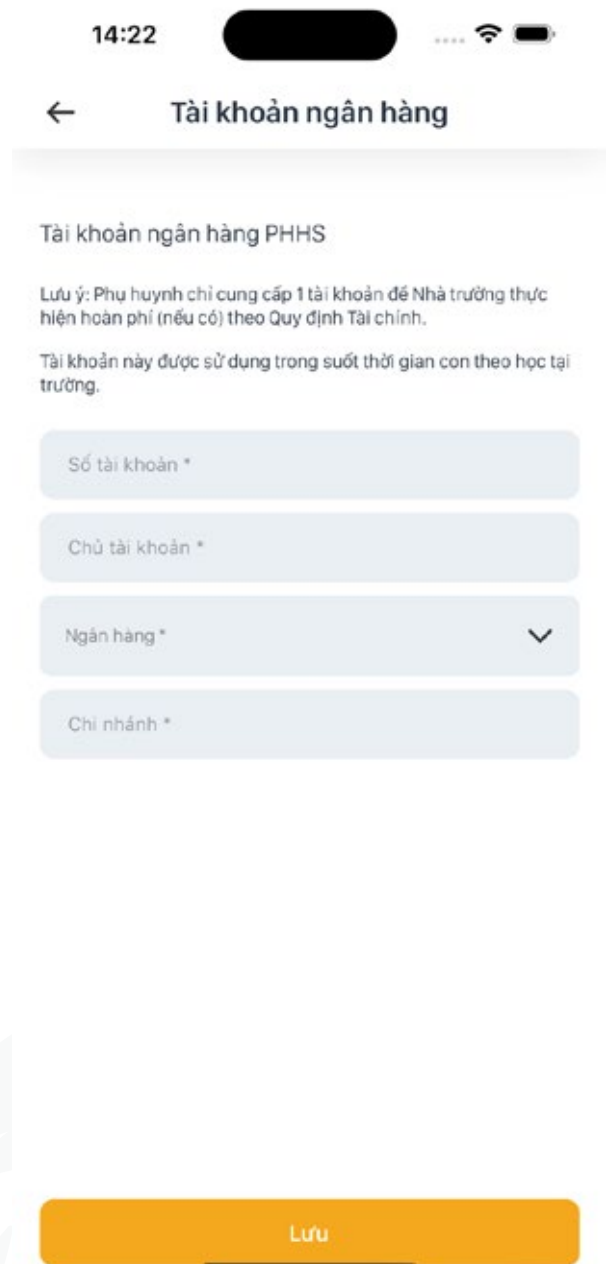 14:22
Tài khoản ngân hàng
Tài khoản ngân hàng PHHS
Lưu ý: Phụ huynh chỉ cung cấp 1 tài khoản để Nhà trường thực
hiện hoàn phí (nếu có) theo Quy định Tài chính.
Tài khoản này được sử dụng trong suốt thời gian con theo học tại
trường.
Số tài khoản *
Chủ tài khoản *
Ngân hàng *
Chi nhánh *
Lưu